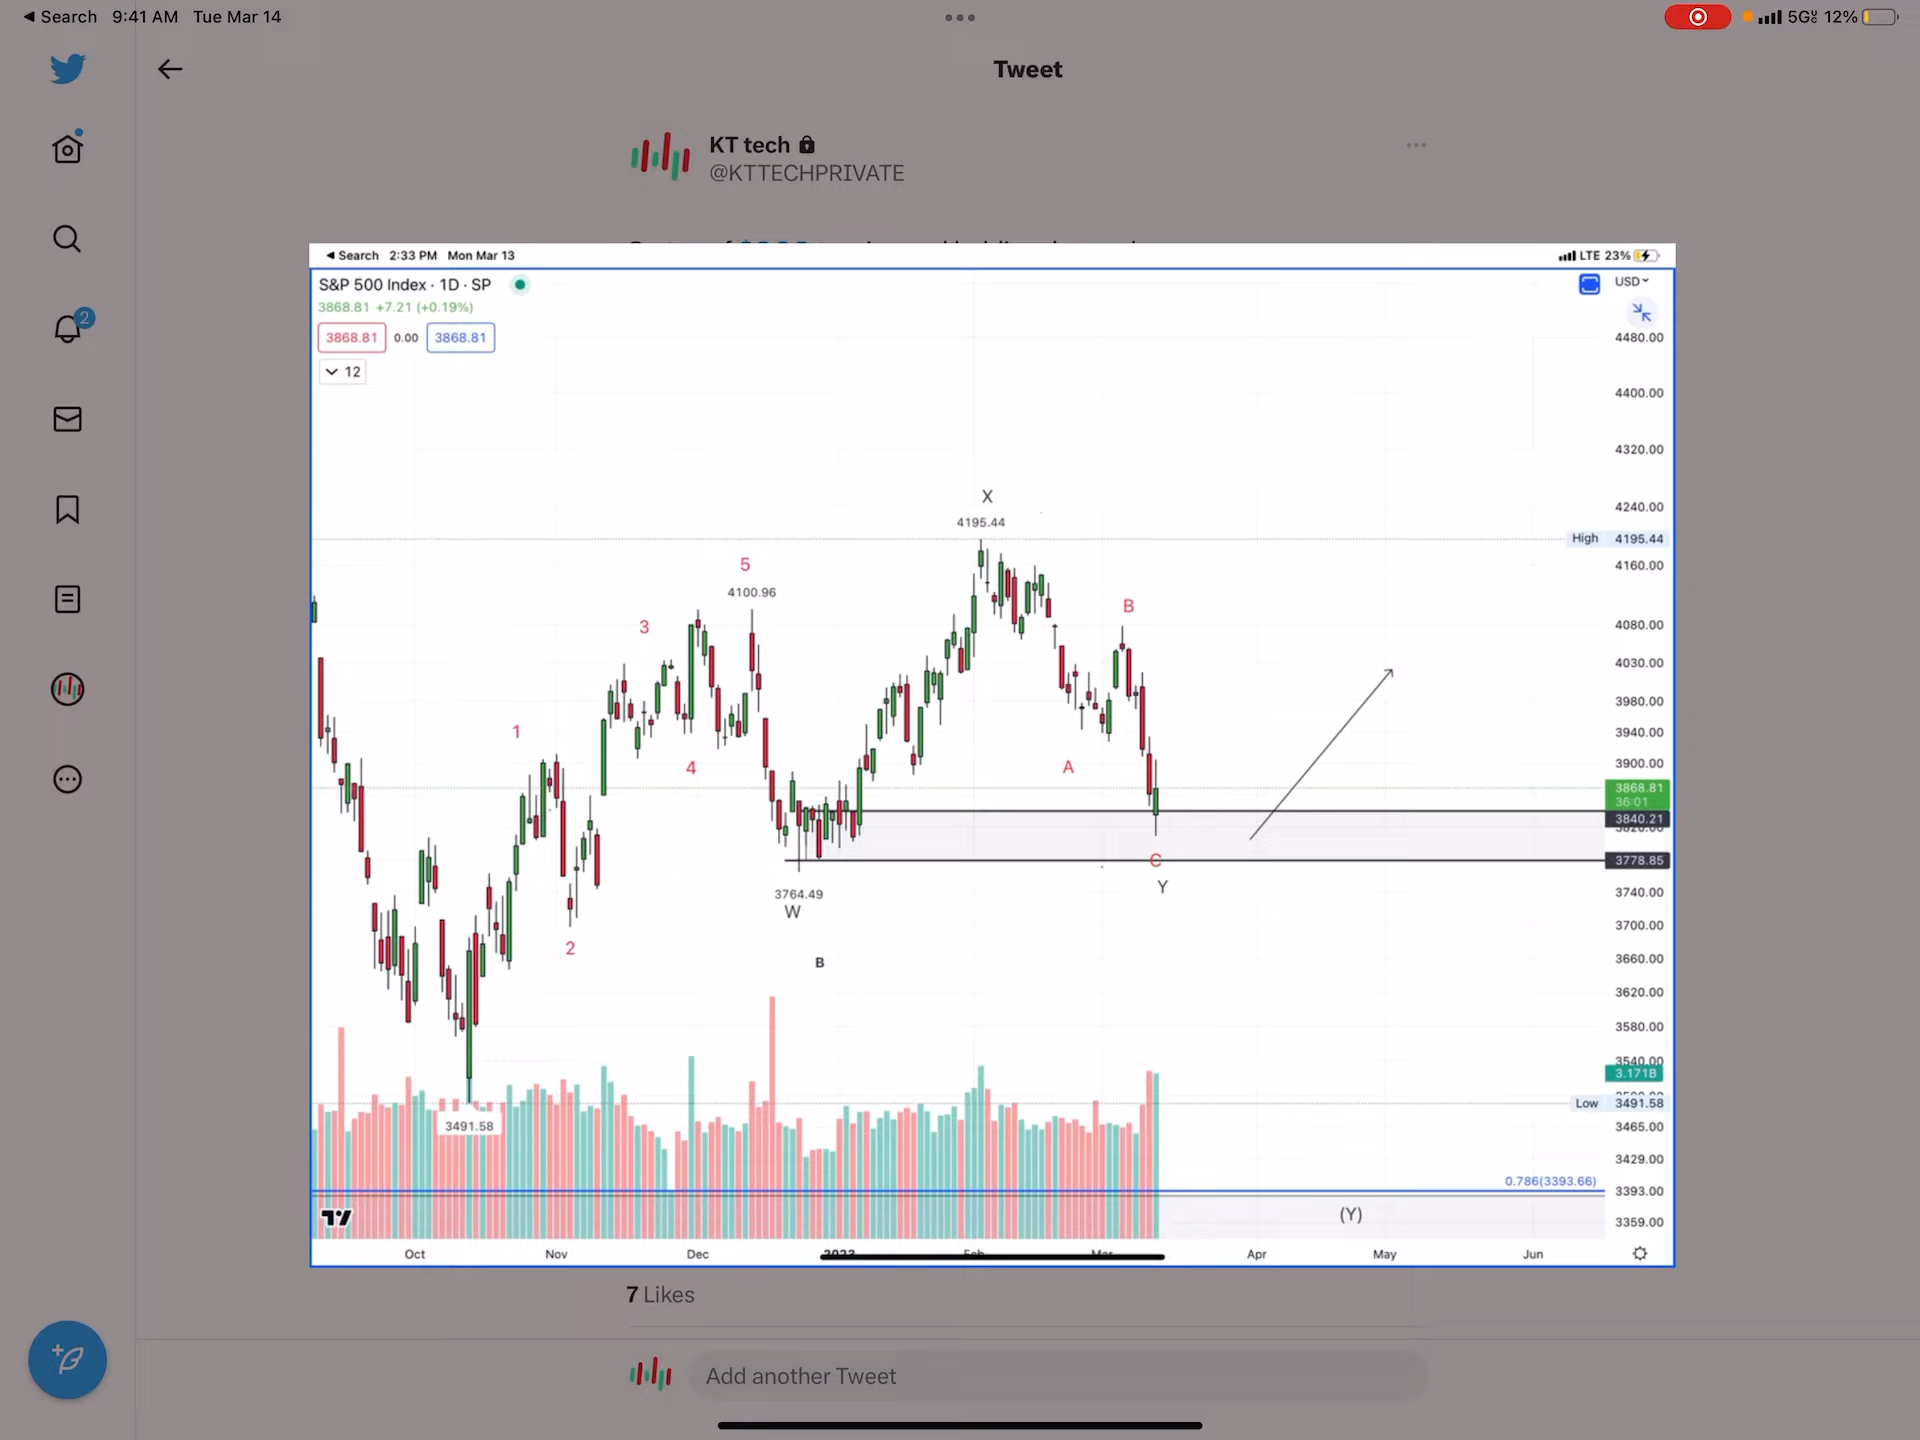 Search 9:41 AM Tue Mar 14
12%
Tweet
KT tech
@KTTECHPRIVATE
2
Search 2:33 PM Mon Mar 13
LTE 23%
S&P 500 Index · 1D · SP
USD
3868.81 +7.21 (+0.19%)
3868.81 0.00 3868.81
12
4480.00
4400.00
4320.00
X
4240.00
4195.44
High 4195.44
5
4160.00
4100.96
B
3
4080.00
4030.00
3980.00
1
3940.00
4
A
3900.00
3868.81
36:01
3840.21
C
3778.85
Y
3764.49
3740.00
W
3700.00
2
B
3660.00
3620.00
3580.00
3540.00
3.171B
Low 3491.58
3491.58
3465.00
3429.00
0.786(3393.66)
3393.00
(Y)
3359.00
Oct Nov Dec 2023 Feb Mar Apr May Jun
7 Likes
Add another Tweet